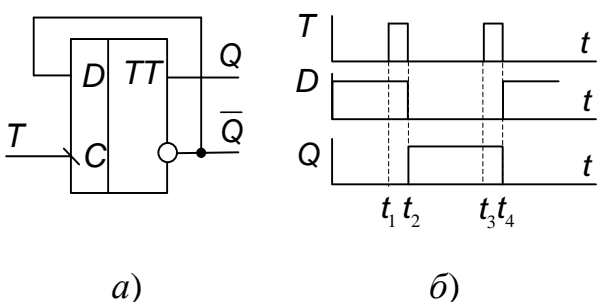 D TT Q
T C Q̅
T t
D t
Q t
t₁ t₂ t₃ t₄
а) б)